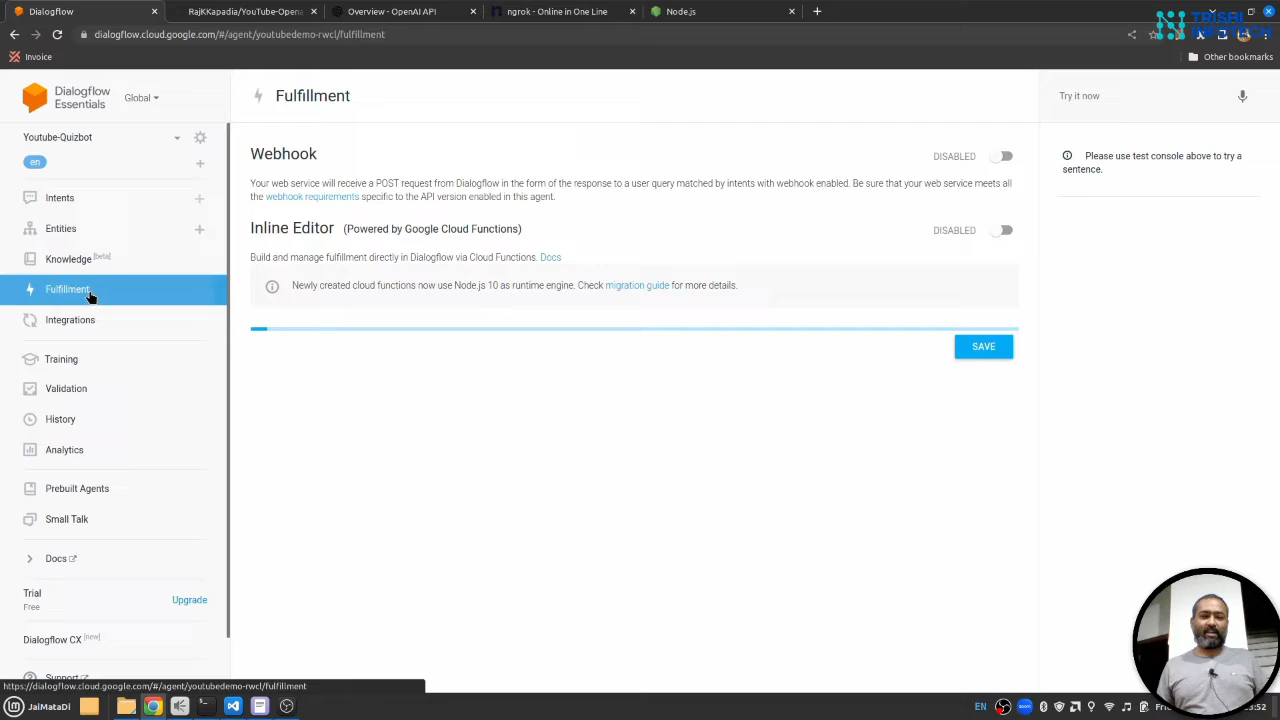 Dialogflow
RajKKapadia/YouTube-Opena
Overview - OpenAI API
ngrok - Online in One Line
Node.js
dialogflow.cloud.google.com/#/agent/youtubedemo-rwcl/fulfillment
TRISHI
INFOTECH
Invoice
Other bookmarks
Dialogflow
Essentials
Global
Fulfillment
Try it now
Youtube-Quizbot
en
Intents
Entities
Knowledge [beta]
Fulfillment
Integrations
Training
Validation
History
Analytics
Prebuilt Agents
Small Talk
Docs
Trial
Free
Upgrade
Dialogflow CX [new]
Support
Webhook
DISABLED
Your web service will receive a POST request from Dialogflow in the form of the response to a user query matched by intents with webhook enabled. Be sure that your web service meets all
the webhook requirements specific to the API version enabled in this agent.
Inline Editor (Powered by Google Cloud Functions)
DISABLED
Build and manage fulfillment directly in Dialogflow via Cloud Functions. Docs
Newly created cloud functions now use Node.js 10 as runtime engine. Check migration guide for more details.
SAVE
Please use test console above to try a
sentence.
https://dialogflow.cloud.google.com/#/agent/youtubedemo-rwcl/fulfillment
JaiMataDi
EN
zoom
:52